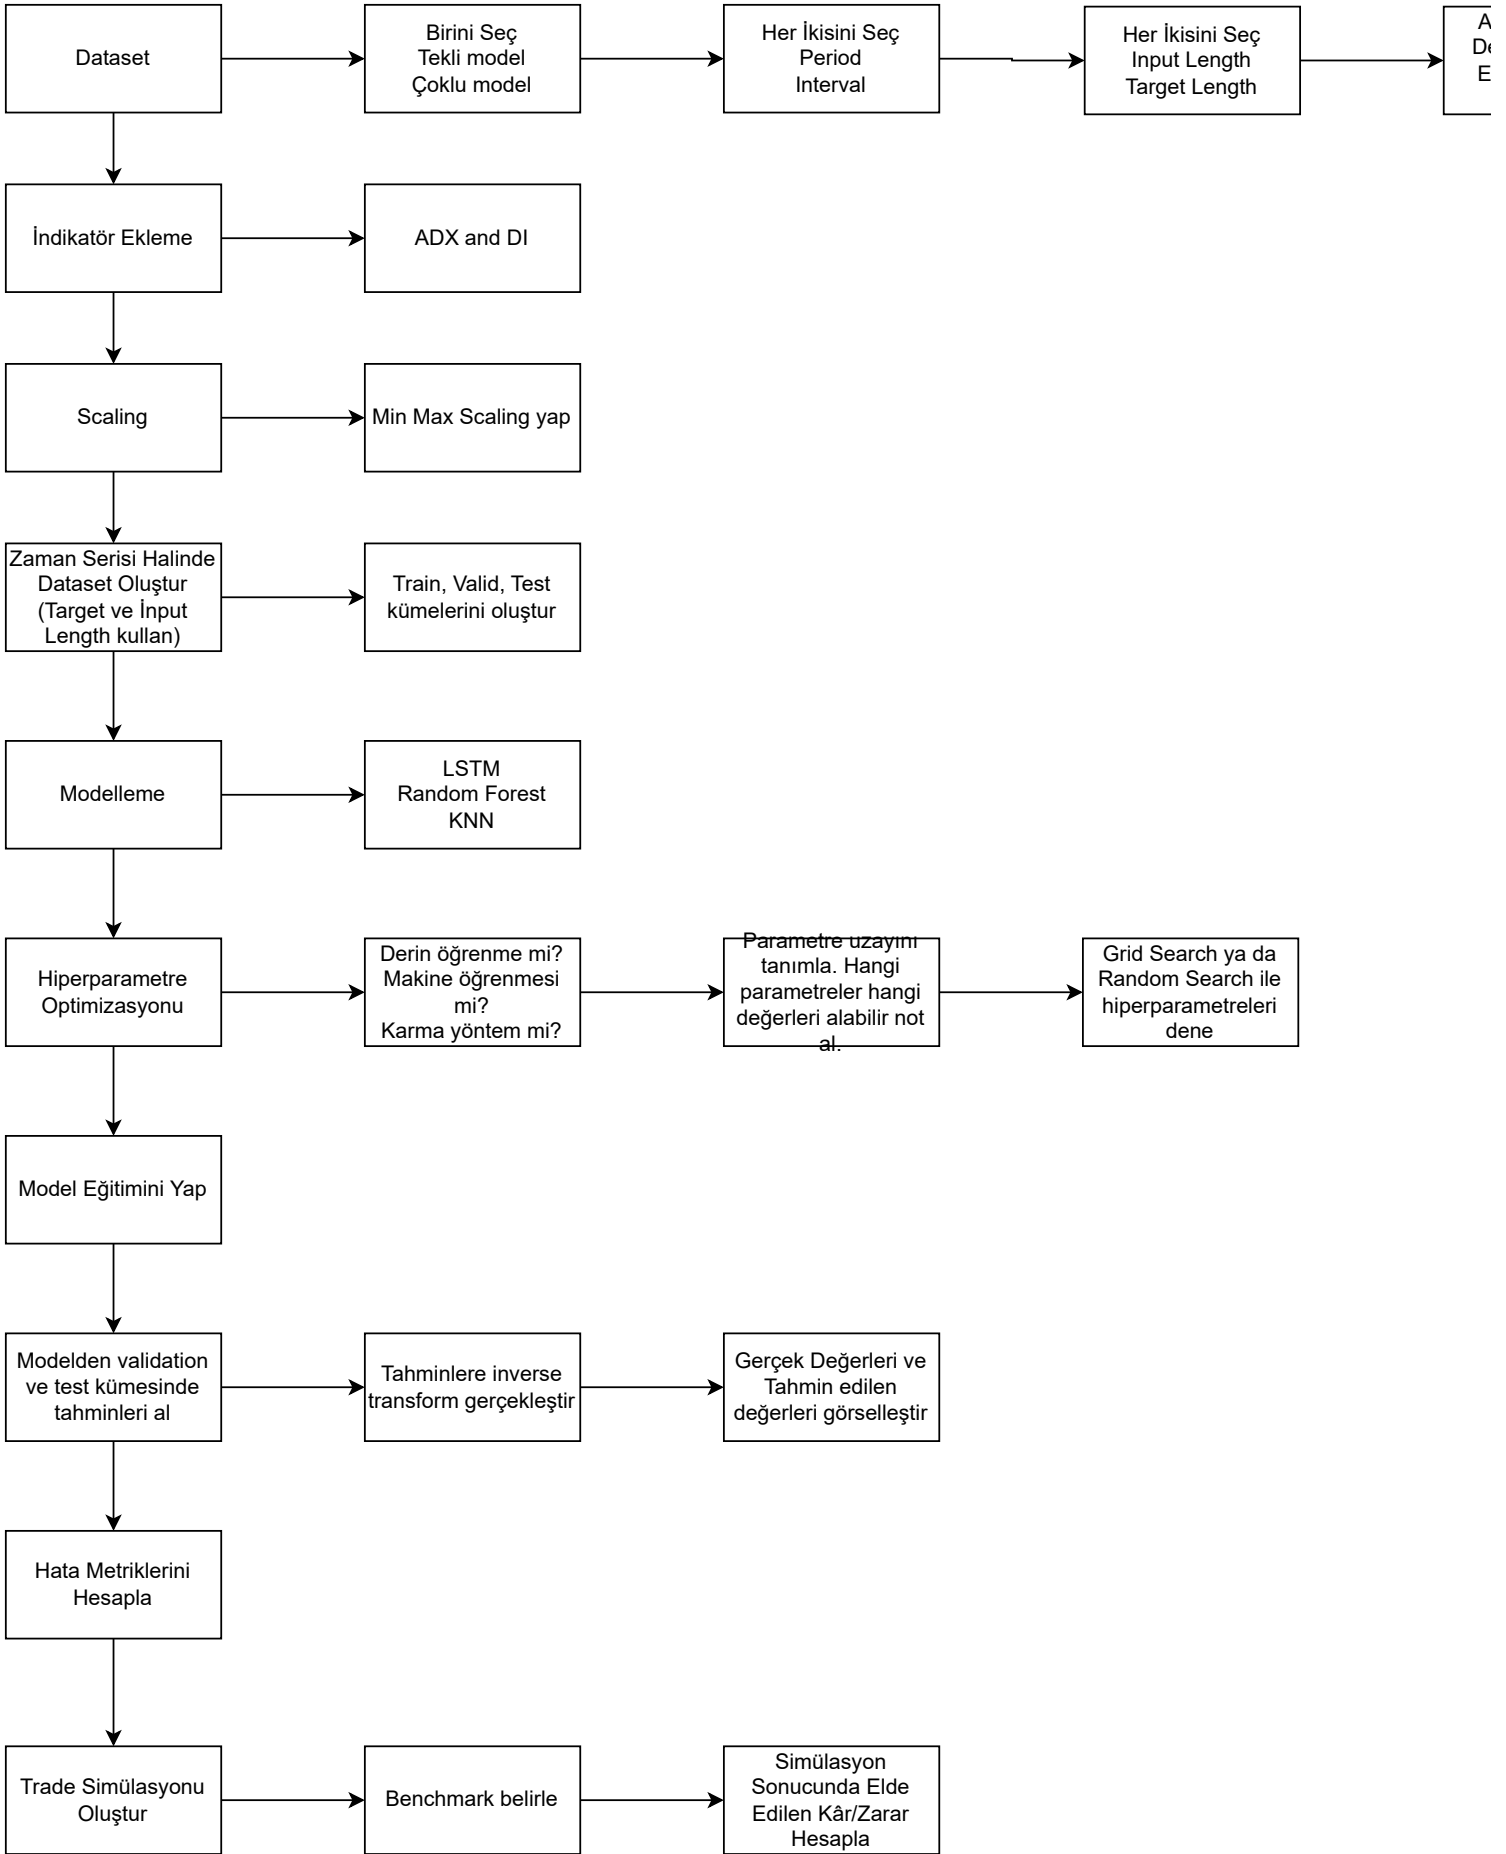 Dataset
Birini Seç
Tekli model
Çoklu model
Her İkisini Seç
Period
Interval
Her İkisini Seç
Input Length
Target Length
İndikatör Ekleme
ADX and DI
Scaling
Min Max Scaling yap
Zaman Serisi Halinde
Dataset Oluştur
(Target ve İnput
Length kullan)
Train, Valid, Test
kümelerini oluştur
Modelleme
LSTM
Random Forest
KNN
Hiperparametre
Optimizasyonu
Derin öğrenme mi?
Makine öğrenmesi
mi?
Karma yöntem mi?
Parametre uzayını
tanımla. Hangi
parametreler hangi
değerleri alabilir not
al.
Grid Search ya da
Random Search ile
hiperparametreleri
dene
Model Eğitimini Yap
Modelden validation
ve test kümesinde
tahminleri al
Tahminlere inverse
transform gerçekleştir
Gerçek Değerleri ve
Tahmin edilen
değerleri görselleştir
Hata Metriklerini
Hesapla
Trade Simülasyonu
Oluştur
Benchmark belirle
Simülasyon
Sonucunda Elde
Edilen Kâr/Zarar
Hesapla